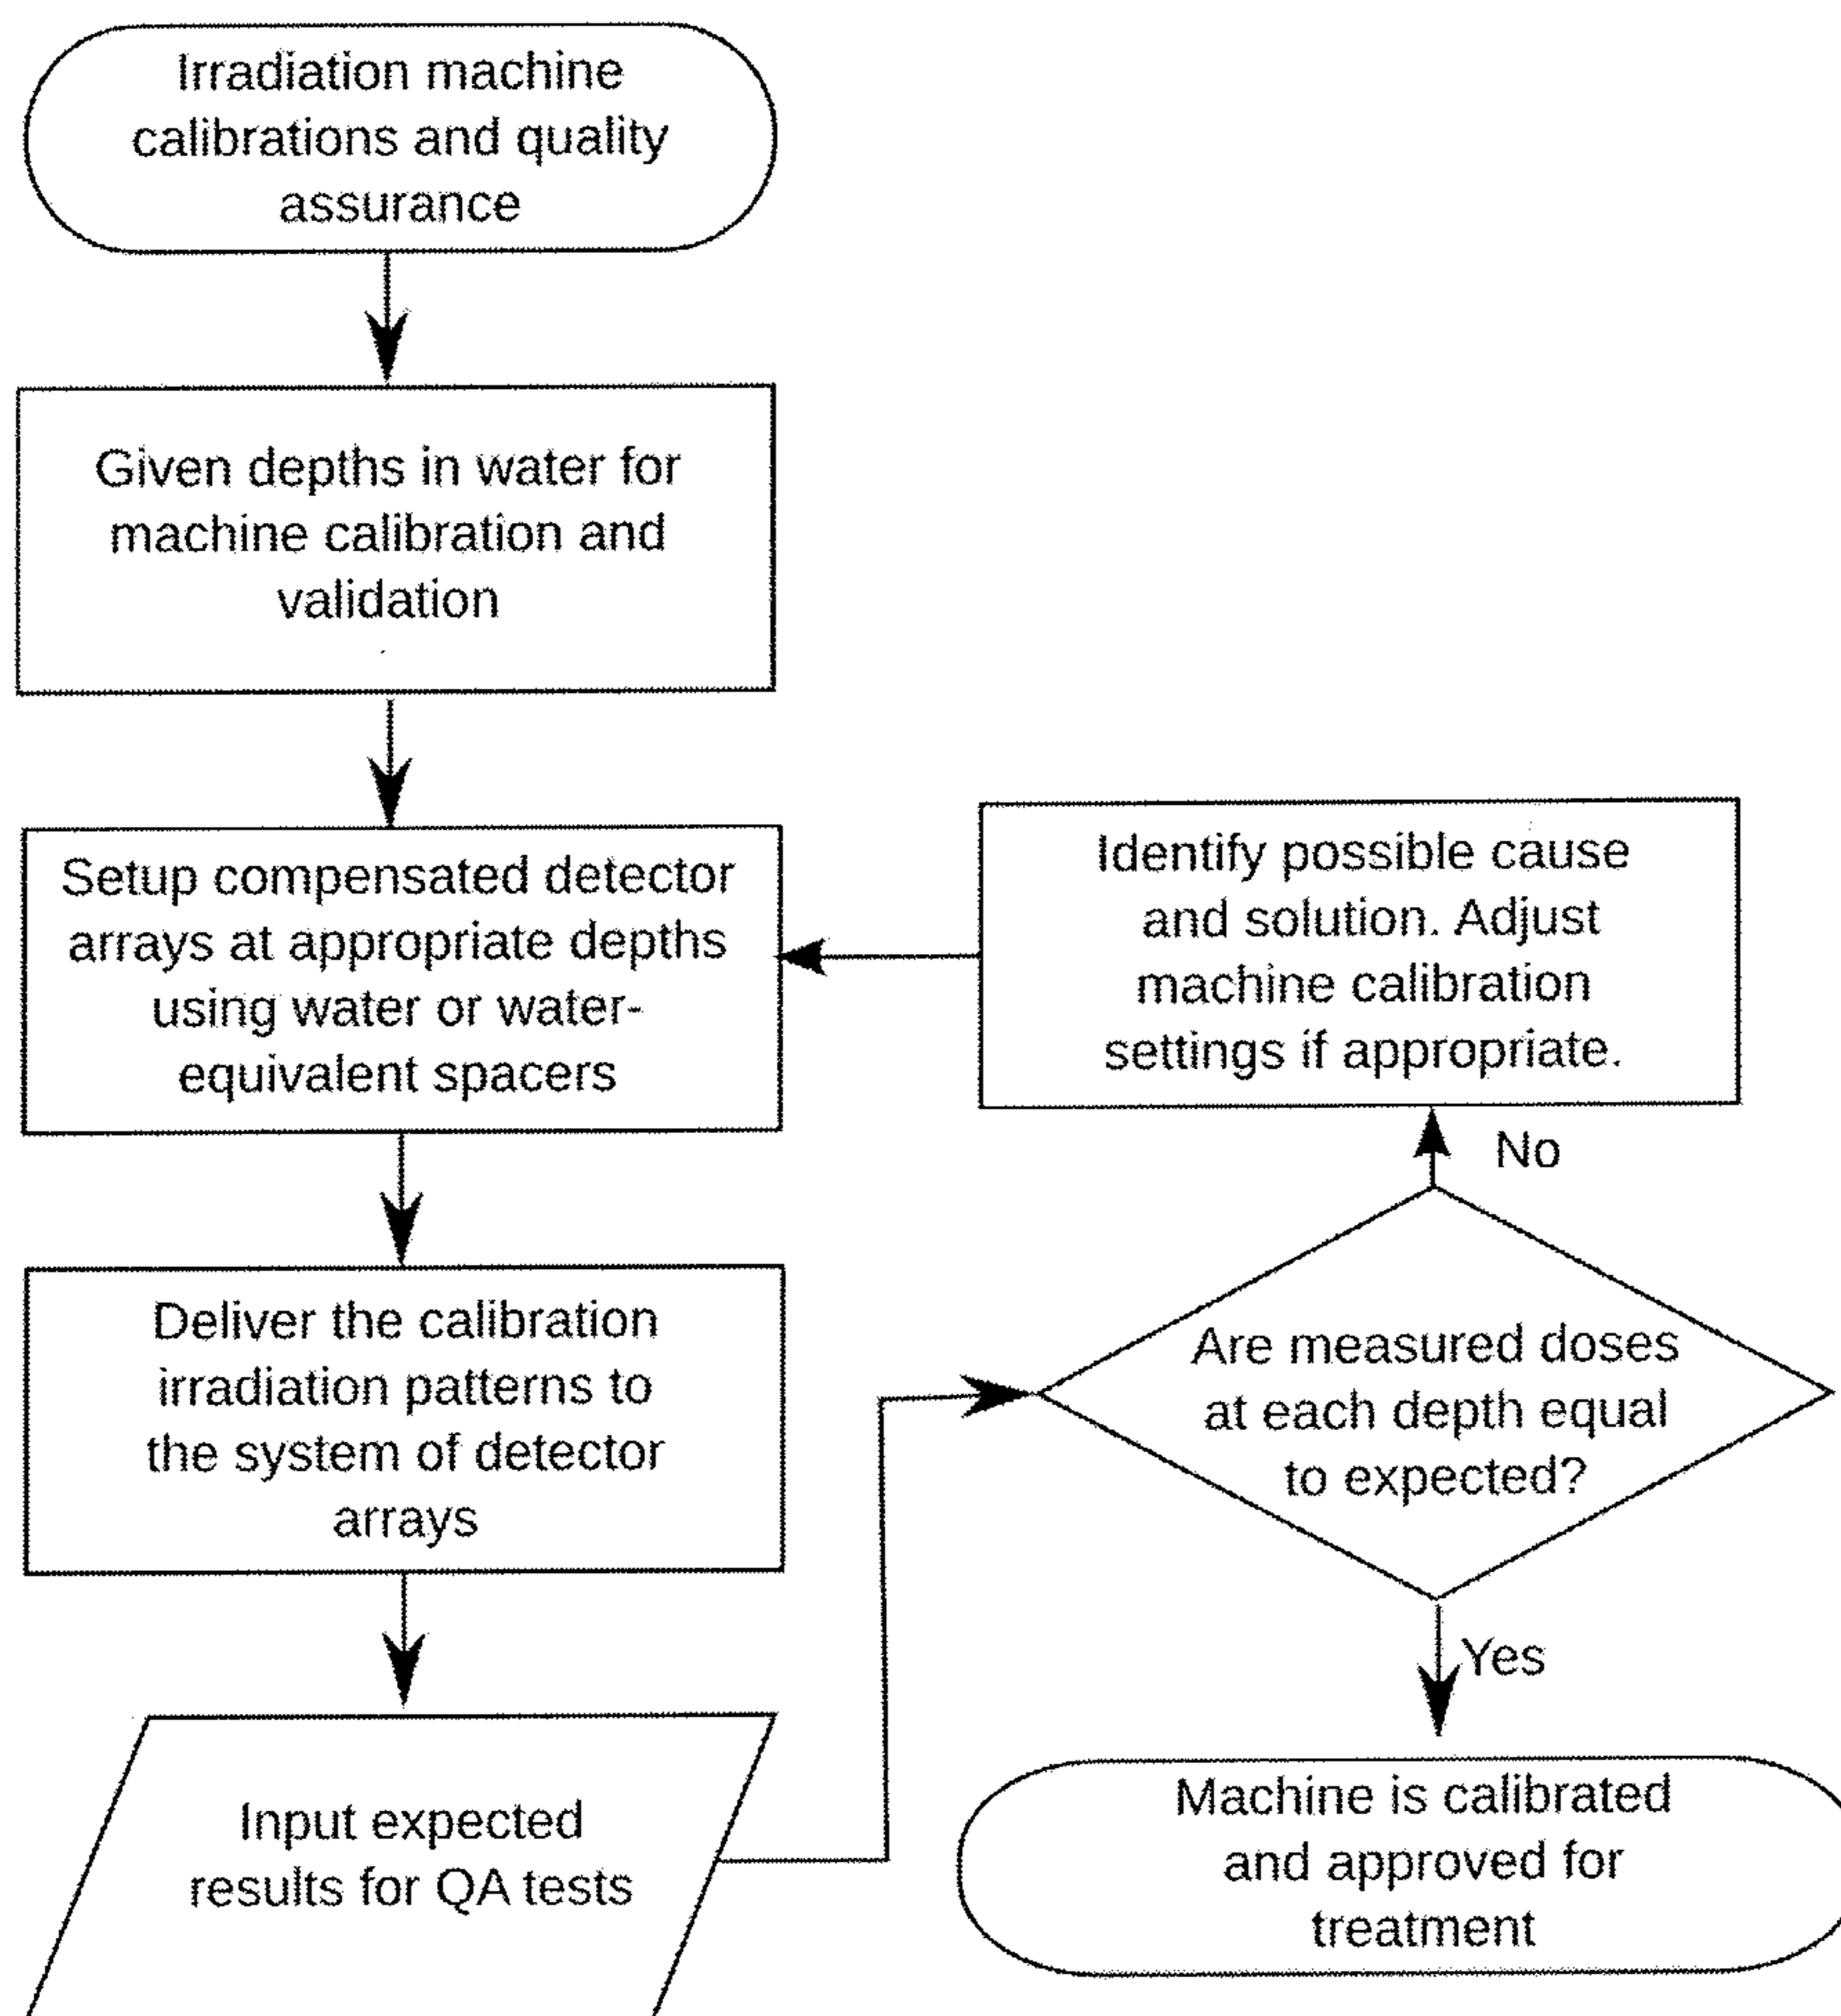 Irradiation machine
calibrations and quality
assurance
Given depths in water for
machine calibration and
validation
Setup compensated detector
arrays at appropriate depths
using water or water-
equivalent spacers
Deliver the calibration
irradiation patterns to
the system of detector
arrays
Input expected
results for QA tests
Are measured doses
at each depth equal
to expected?
No
Identify possible cause
and solution. Adjust
machine calibration
settings if appropriate.
Yes
Machine is calibrated
and approved for
treatment